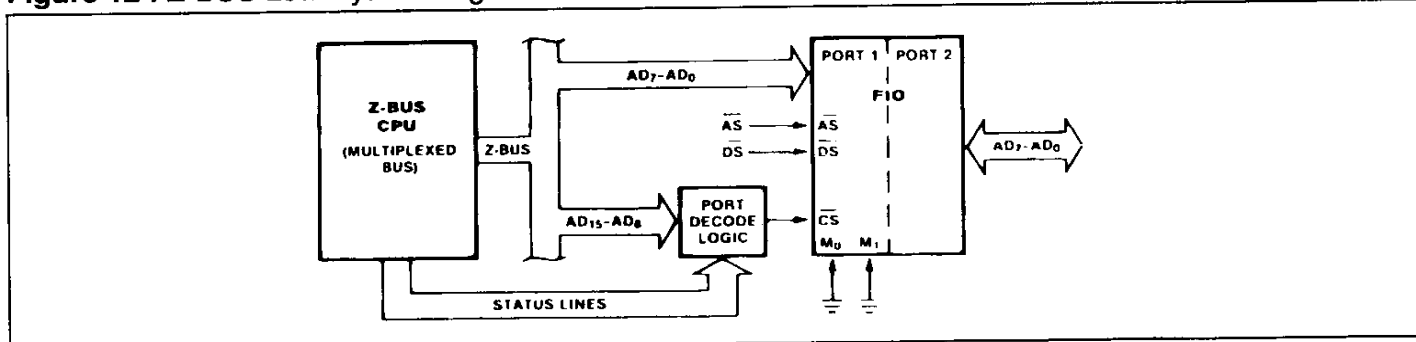 Z-BUS
CPU
(MULTIPLEXED
BUS)
Z-BUS
AD₇-AD₀
AS
DS
AD₁₅-AD₈
PORT
DECODE
LOGIC
STATUS LINES
PORT 1
PORT 2
FIO
AS
DS
CS
M₀ M₁
AD₇-AD₀